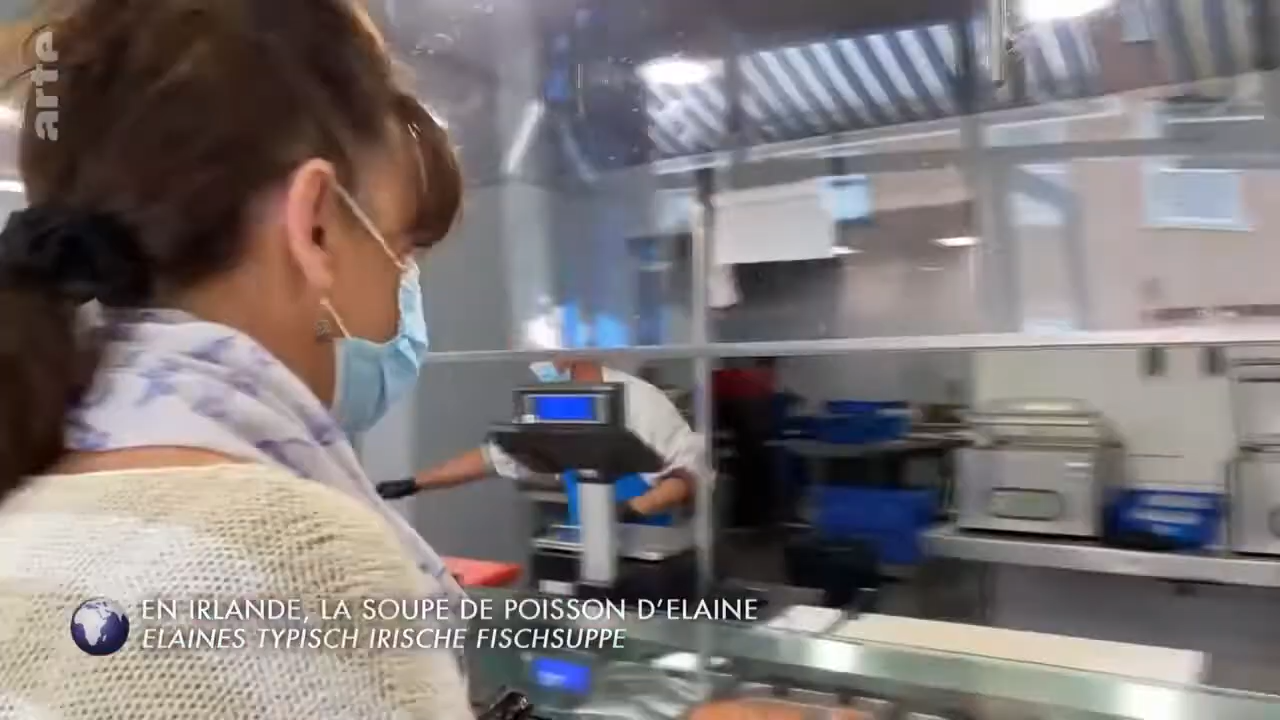 arte
EN IRLANDE, LA SOUPE DE POISSON D'ELAINE
ELAINES TYPISCH IRISCHE FISCHSUPPE